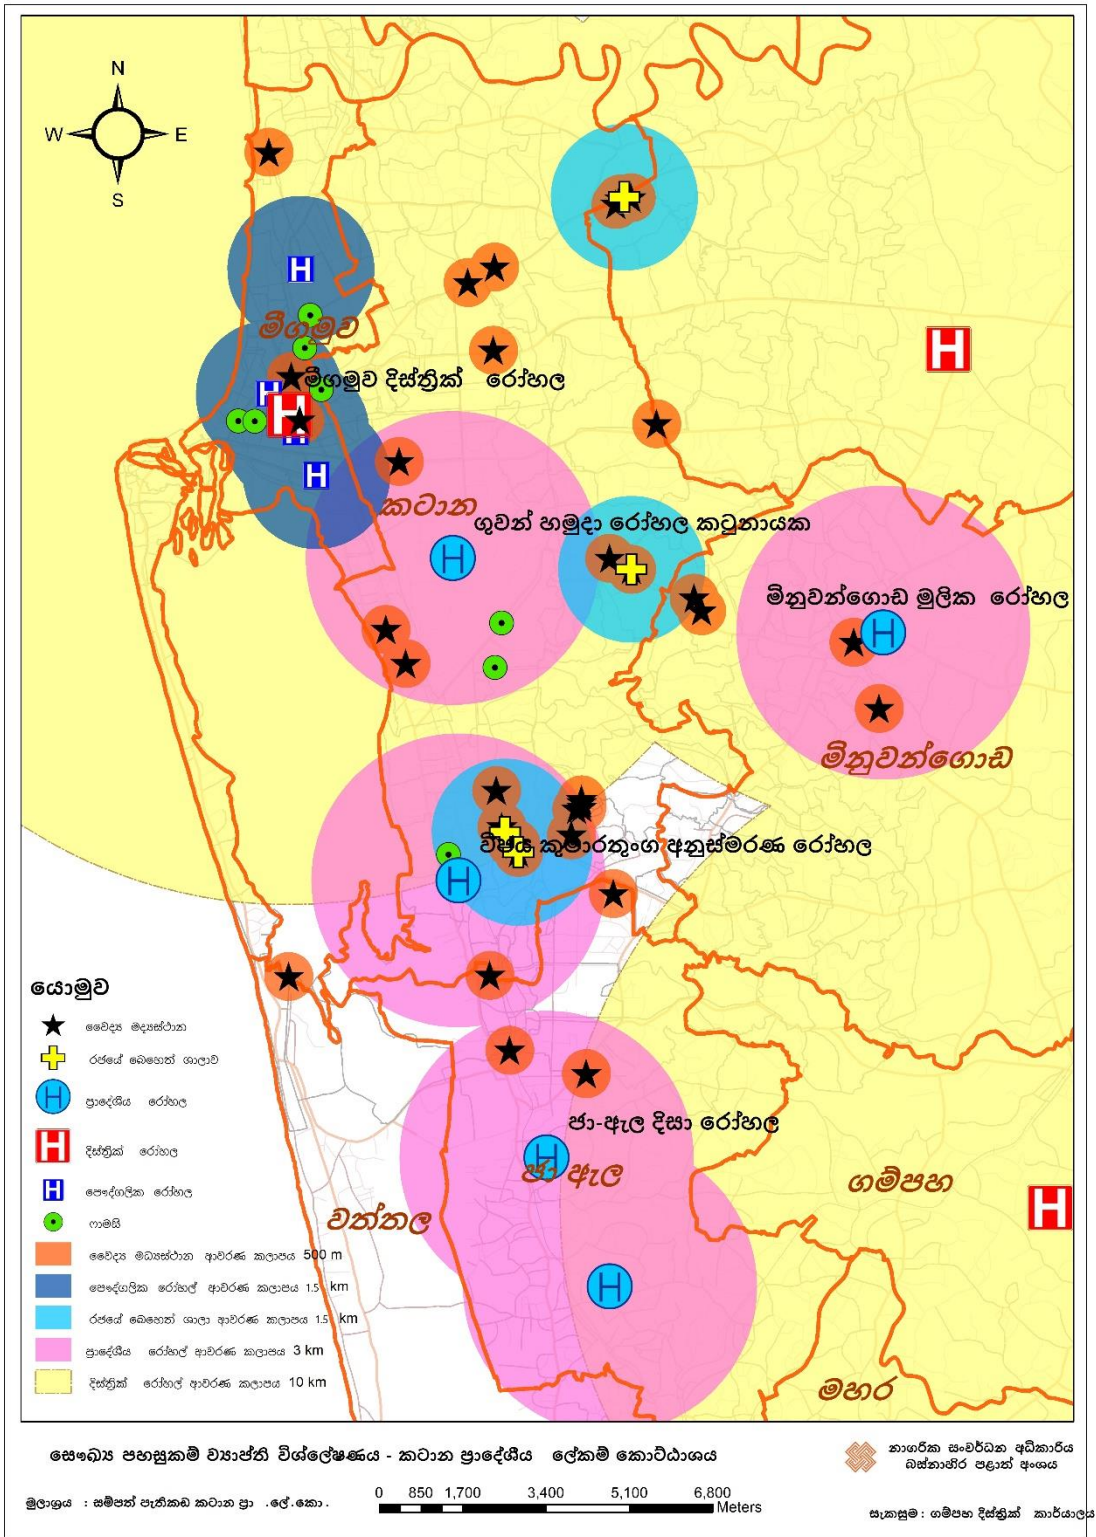 N
W E
S
මීගමුව
මීගමුව දිස්ත්‍රික් රෝහල
කටාන
ගුවන් හමුදා රෝහල කටුනායක
මිනුවන්ගොඩ මුලික රෝහල
මිනුවන්ගොඩ
විජය කුමාරතුංග අනුස්මරණ රෝහල
ජා-ඇල දිසා රෝහල
ජා ඇල
ගම්පහ
වත්තල
මහර
යොමුව
වෛද්‍ය මද්‍යස්ථාන
රජයේ බෙහෙත් ශාලාව
ප්‍රාදේශිය රෝහල
දිස්ත්‍රික් රෝහල
පෞද්ගලික රෝහල
ෆාමසි
වෛද්‍ය මධ්‍යස්ථාන ආවරණ කලාපය 500 m
පෞද්ගලික රෝහල් ආවරණ කලාපය 1.5 km
රජයේ බෙහෙත් ශාලා ආවරණ කලාපය 1.5 km
ප්‍රාදේශීය රෝහල් ආවරණ කලාපය 3 km
දිස්ත්‍රික් රෝහල් ආවරණ කලාපය 10 km
සෞඛ්‍ය පහසුකම් ව්‍යාප්ති විශ්ලේෂණය - කටාන ප්‍රාදේශීය ලේකම් කොට්ඨාශය
නාගරික සංවර්ධන අධිකාරිය
බස්නාහිර පළාත් අංශය
මුලාශ්‍රය : සම්පත් පැතිකඩ කටාන ප්‍රා .ලේ.කො.
0 850 1,700 3,400 5,100 6,800
Meters
සැකසුම : ගම්පහ දිස්ත්‍රික් කාර්යාලය